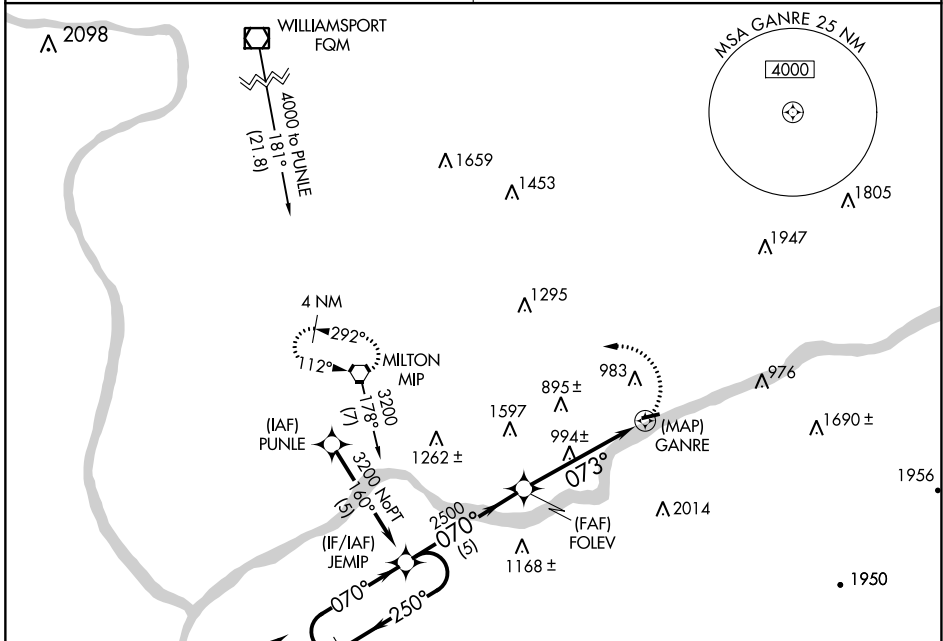 2098
WILLIAMSPORT
FQM
4000 to PUNLE
181°
(21.8)
MSA GANRE 25 NM
4000
1659
1453
1805
1947
1295
4 NM
292°
112°
MILTON
MIP
3200
178°
(7)
983
976
895 ±
1597
994±
(MAP)
GANRE
1690 ±
(IAF)
PUNLE
1262 ±
3200 NoPT
160°
(5)
073°
1956
2014
(FAF)
FOLEV
2500
070°
(5)
(IF/IAF)
JEMIP
1168 ±
1950
070°
250°